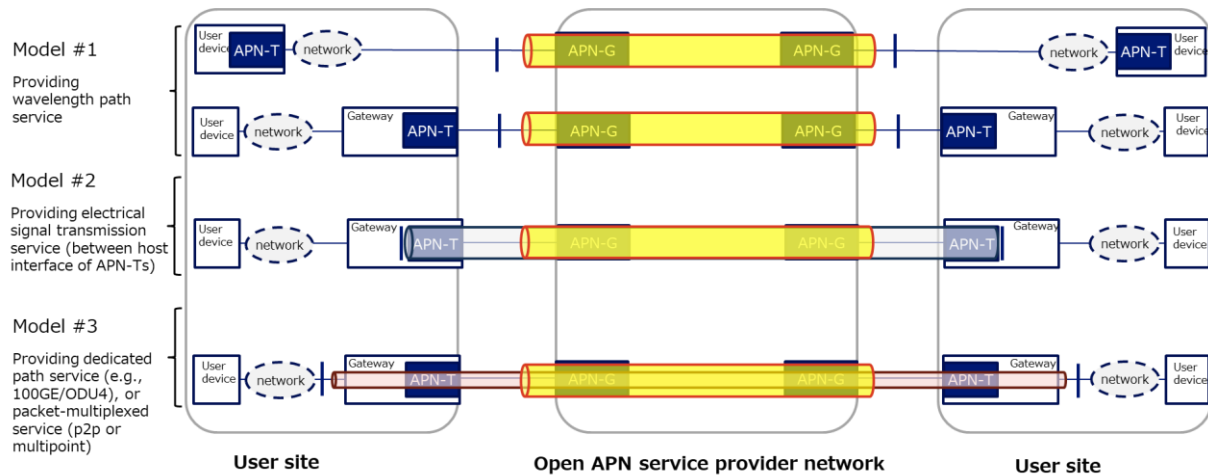 Model #1
Providing
wavelength path
service
User
device
APN-T
network
APN-G
APN-G
network
APN-T
User
device
User
device
network
Gateway
APN-T
APN-G
APN-G
APN-T
Gateway
network
User
device
Model #2
Providing electrical
signal transmission
service (between host
interface of APN-Ts)
User
device
network
Gateway
APN-T
APN-G
APN-G
APN-T
Gateway
network
User
device
Model #3
Providing dedicated
path service (e.g.,
100GE/ODU4), or
packet-multiplexed
service (p2p or
multipoint)
User
device
network
Gateway
APN-T
APN-G
APN-G
APN-T
Gateway
network
User
device
User site
Open APN service provider network
User site